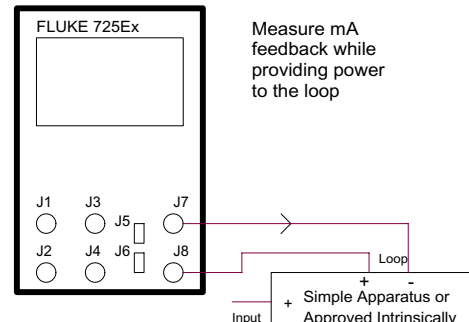 FLUKE 725Ex
Measure mA
feedback while
providing power
to the loop
J1 J3 J5 J7
J2 J4 J6 J8
Loop
+ -
Input + Simple Apparatus or
Approved Intrinsically